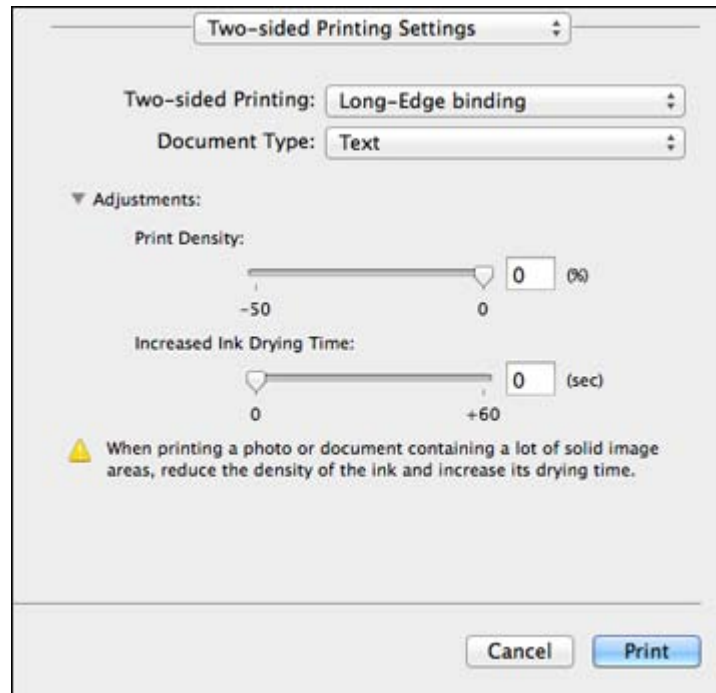 Two-sided Printing Settings
Two-sided Printing: Long-Edge binding
Document Type: Text
Adjustments:
Print Density:
0 (%)
-50 0
Increased Ink Drying Time:
0 (sec)
0 +60
When printing a photo or document containing a lot of solid image
areas, reduce the density of the ink and increase its drying time.
Cancel Print